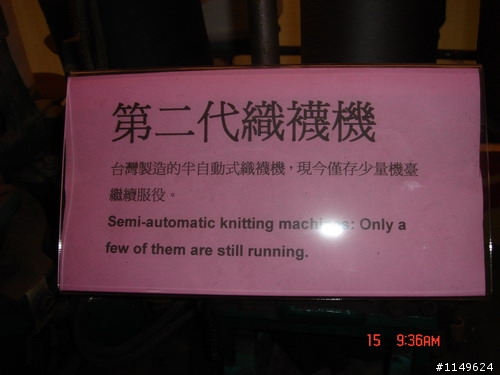 第二代織襪機
台灣製造的半自動式織襪機，現今僅存少量機臺
繼續服役。
Semi-automatic knitting machines: Only a
few of them are still running.
15 9:36AM
#1149624